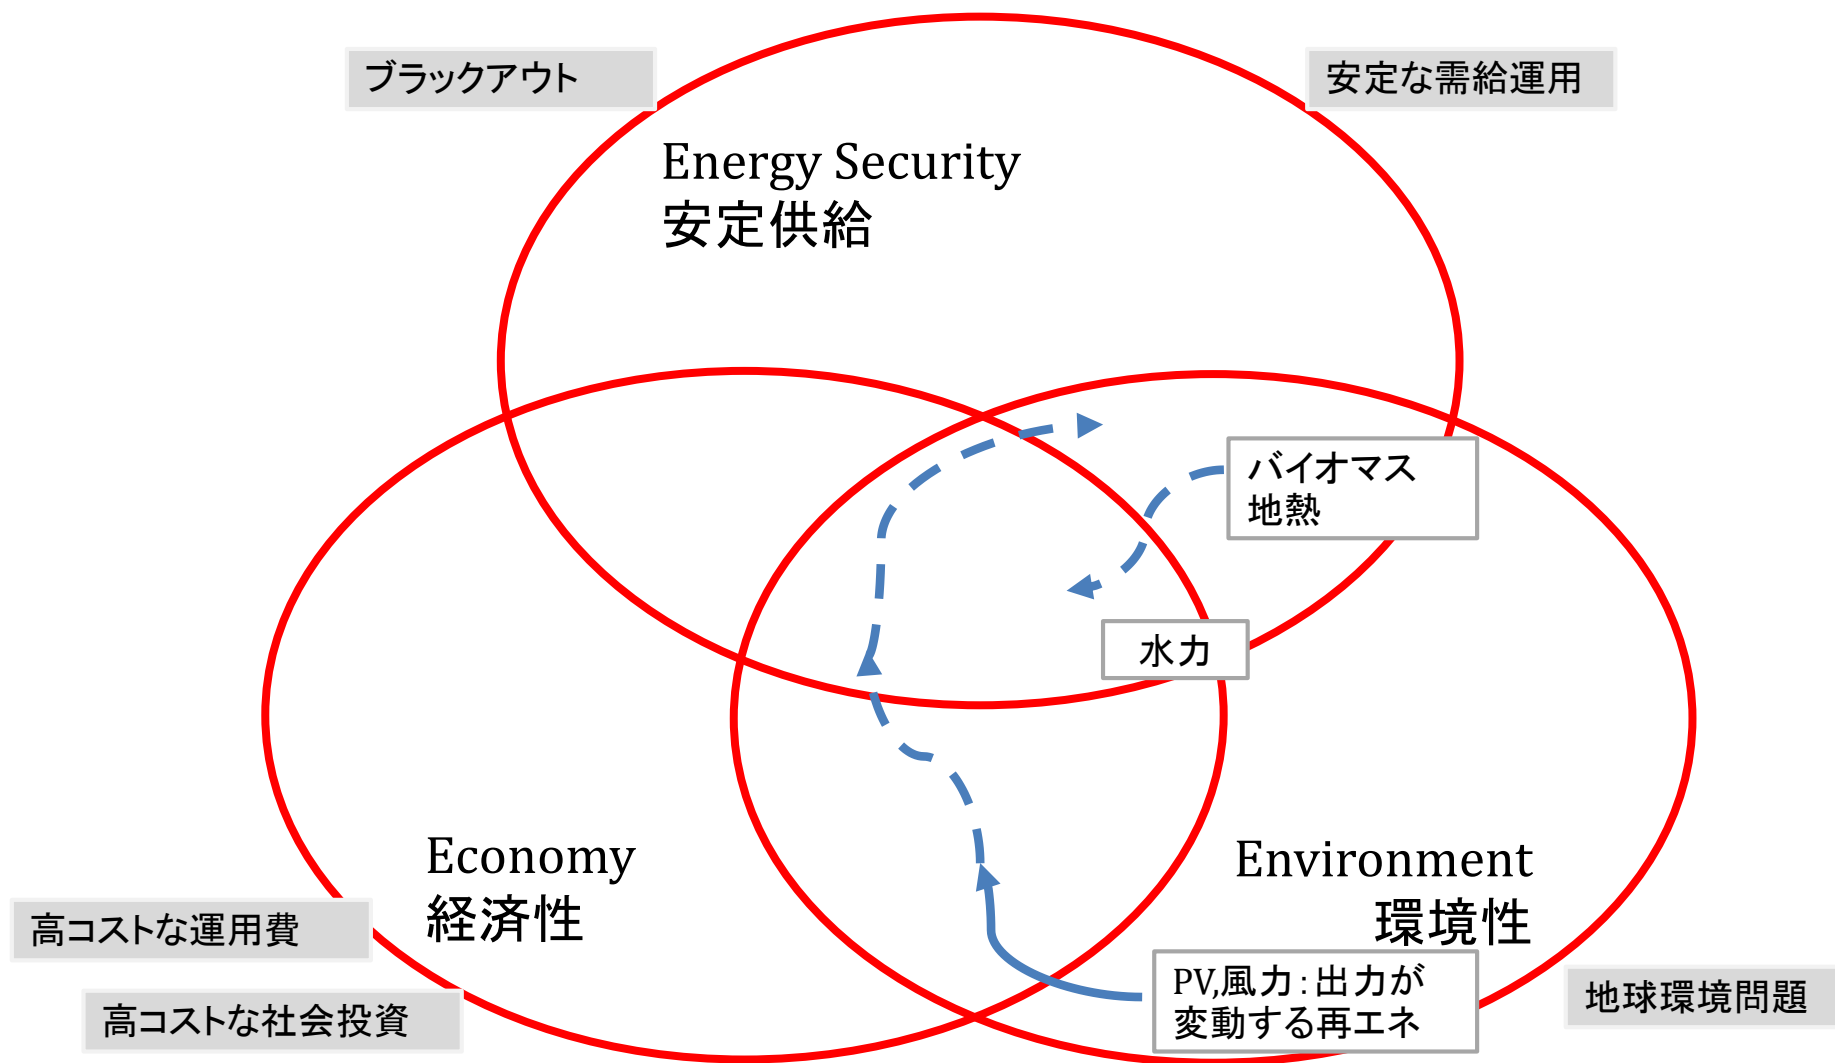 ブラックアウト
安定な需給運用
Energy Security
安定供給
バイオマス
地熱
水力
Economy
経済性
Environment
環境性
高コストな運用費
高コストな社会投資
PV,風力：出力が
変動する再エネ
地球環境問題